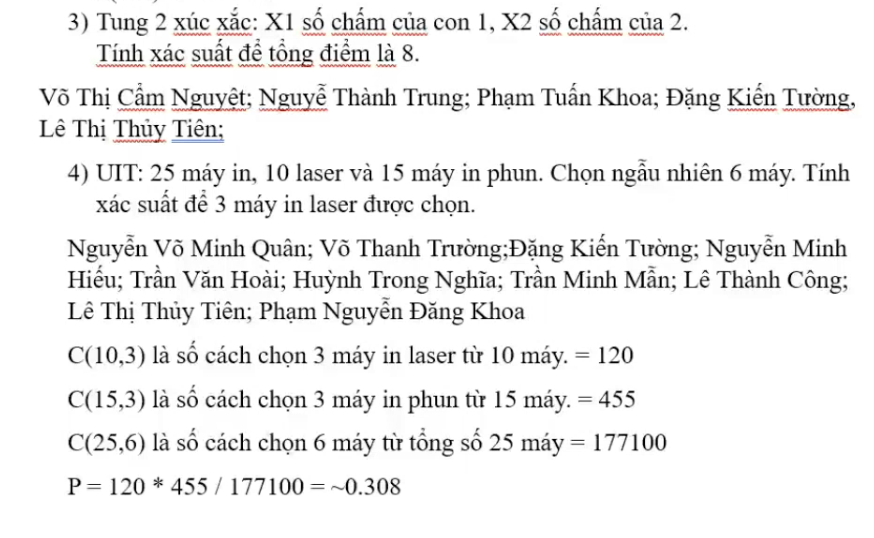 3) Tung 2 xúc xắc: X1 số chấm của con 1, X2 số chấm của 2.
Tính xác suất để tổng điểm là 8.
Võ Thị Cẩm Nguyệt; Nguyễ Thành Trung; Phạm Tuấn Khoa; Đặng Kiến Tường,
Lê Thị Thủy Tiên;
4) UIT: 25 máy in, 10 laser và 15 máy in phun. Chọn ngẫu nhiên 6 máy. Tính
xác suất để 3 máy in laser được chọn.
Nguyễn Võ Minh Quân; Võ Thanh Trường;Đặng Kiến Tường; Nguyễn Minh
Hiếu; Trần Văn Hoài; Huỳnh Trong Nghĩa; Trần Minh Mẫn; Lê Thành Công;
Lê Thị Thủy Tiên; Phạm Nguyễn Đăng Khoa
C(10,3) là số cách chọn 3 máy in laser từ 10 máy. = 120
C(15,3) là số cách chọn 3 máy in phun từ 15 máy. = 455
C(25,6) là số cách chọn 6 máy từ tổng số 25 máy = 177100
P = 120 * 455 / 177100 = ~0.308